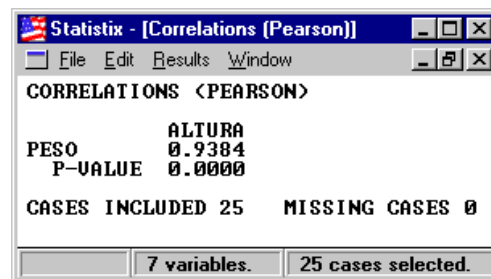 Statistix - [Correlations (Pearson)]
File Edit Results Window
CORRELATIONS (PEARSON)
ALTURA
PESO 0.9384
P-VALUE 0.0000
CASES INCLUDED 25 MISSING CASES 0
7 variables. 25 cases selected.